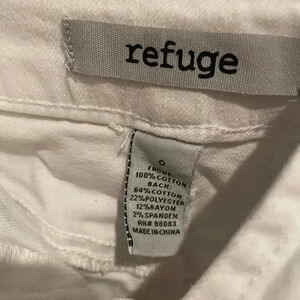 refuge
0
FRONT:
100%COTTON
BACK:
64%COTTON
22%POLYESTER
12%RAYON
2%SPANDEX
RN# 88083
MADE IN CHINA